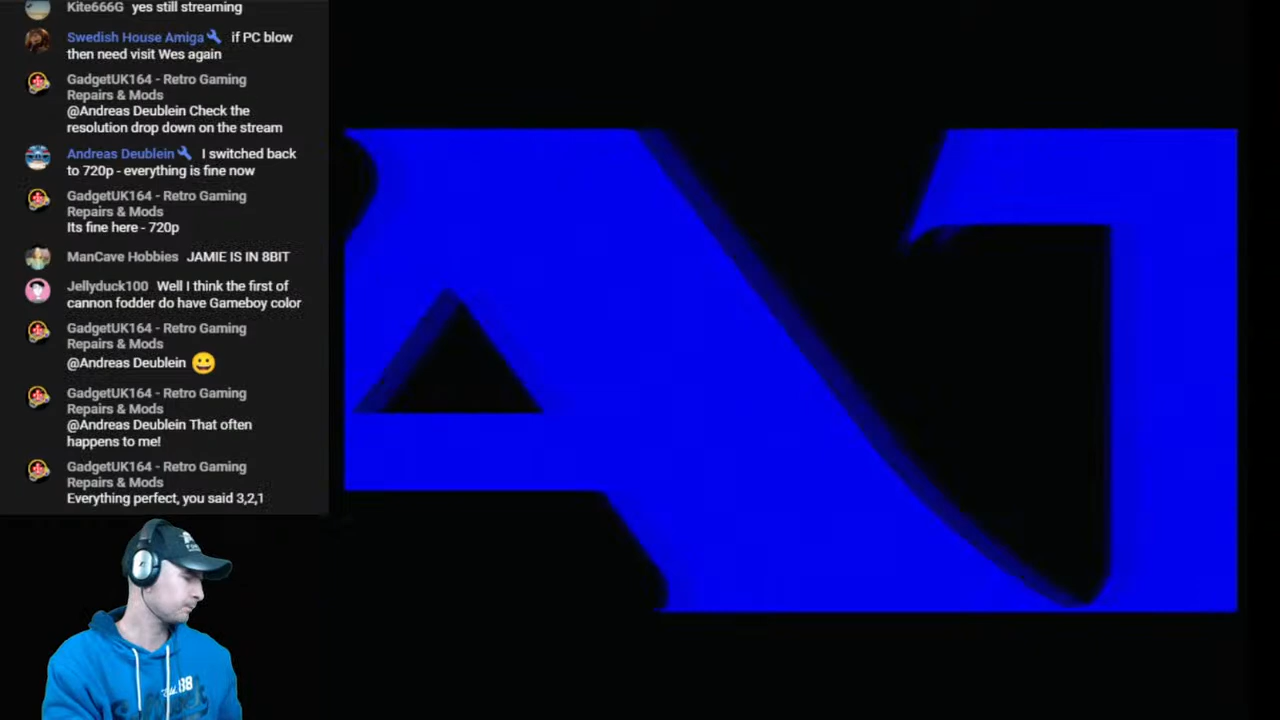 Kite666G yes still streaming
Swedish House Amiga if PC blow
then need visit Wes again
GadgetUK164 - Retro Gaming
Repairs & Mods
@Andreas Deublein Check the
resolution drop down on the stream
Andreas Deublein I switched back
to 720p - everything is fine now
GadgetUK164 - Retro Gaming
Repairs & Mods
Its fine here - 720p
ManCave Hobbies JAMIE IS IN 8BIT
Jellyduck100 Well I think the first of
cannon fodder do have Gameboy color
GadgetUK164 - Retro Gaming
Repairs & Mods
@Andreas Deublein 😀
GadgetUK164 - Retro Gaming
Repairs & Mods
@Andreas Deublein That often
happens to me!
GadgetUK164 - Retro Gaming
Repairs & Mods
Everything perfect, you said 3,2,1
88